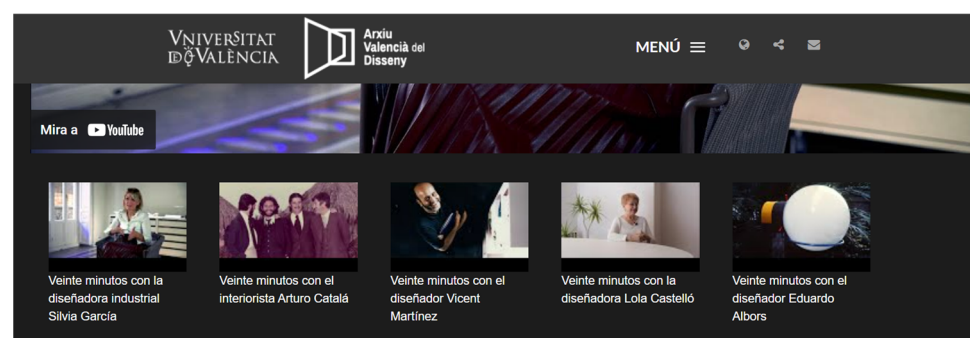 VNIVERSITAT
DE VALÈNCIA
Arxiu
Valencià del
Disseny
MENÚ
Mira a YouTube
Veinte minutos con la
diseñadora industrial
Silvia García
Veinte minutos con el
interiorista Arturo Catalá
Veinte minutos con el
diseñador Vicent
Martínez
Veinte minutos con la
diseñadora Lola Castelló
Veinte minutos con el
diseñador Eduardo
Albors